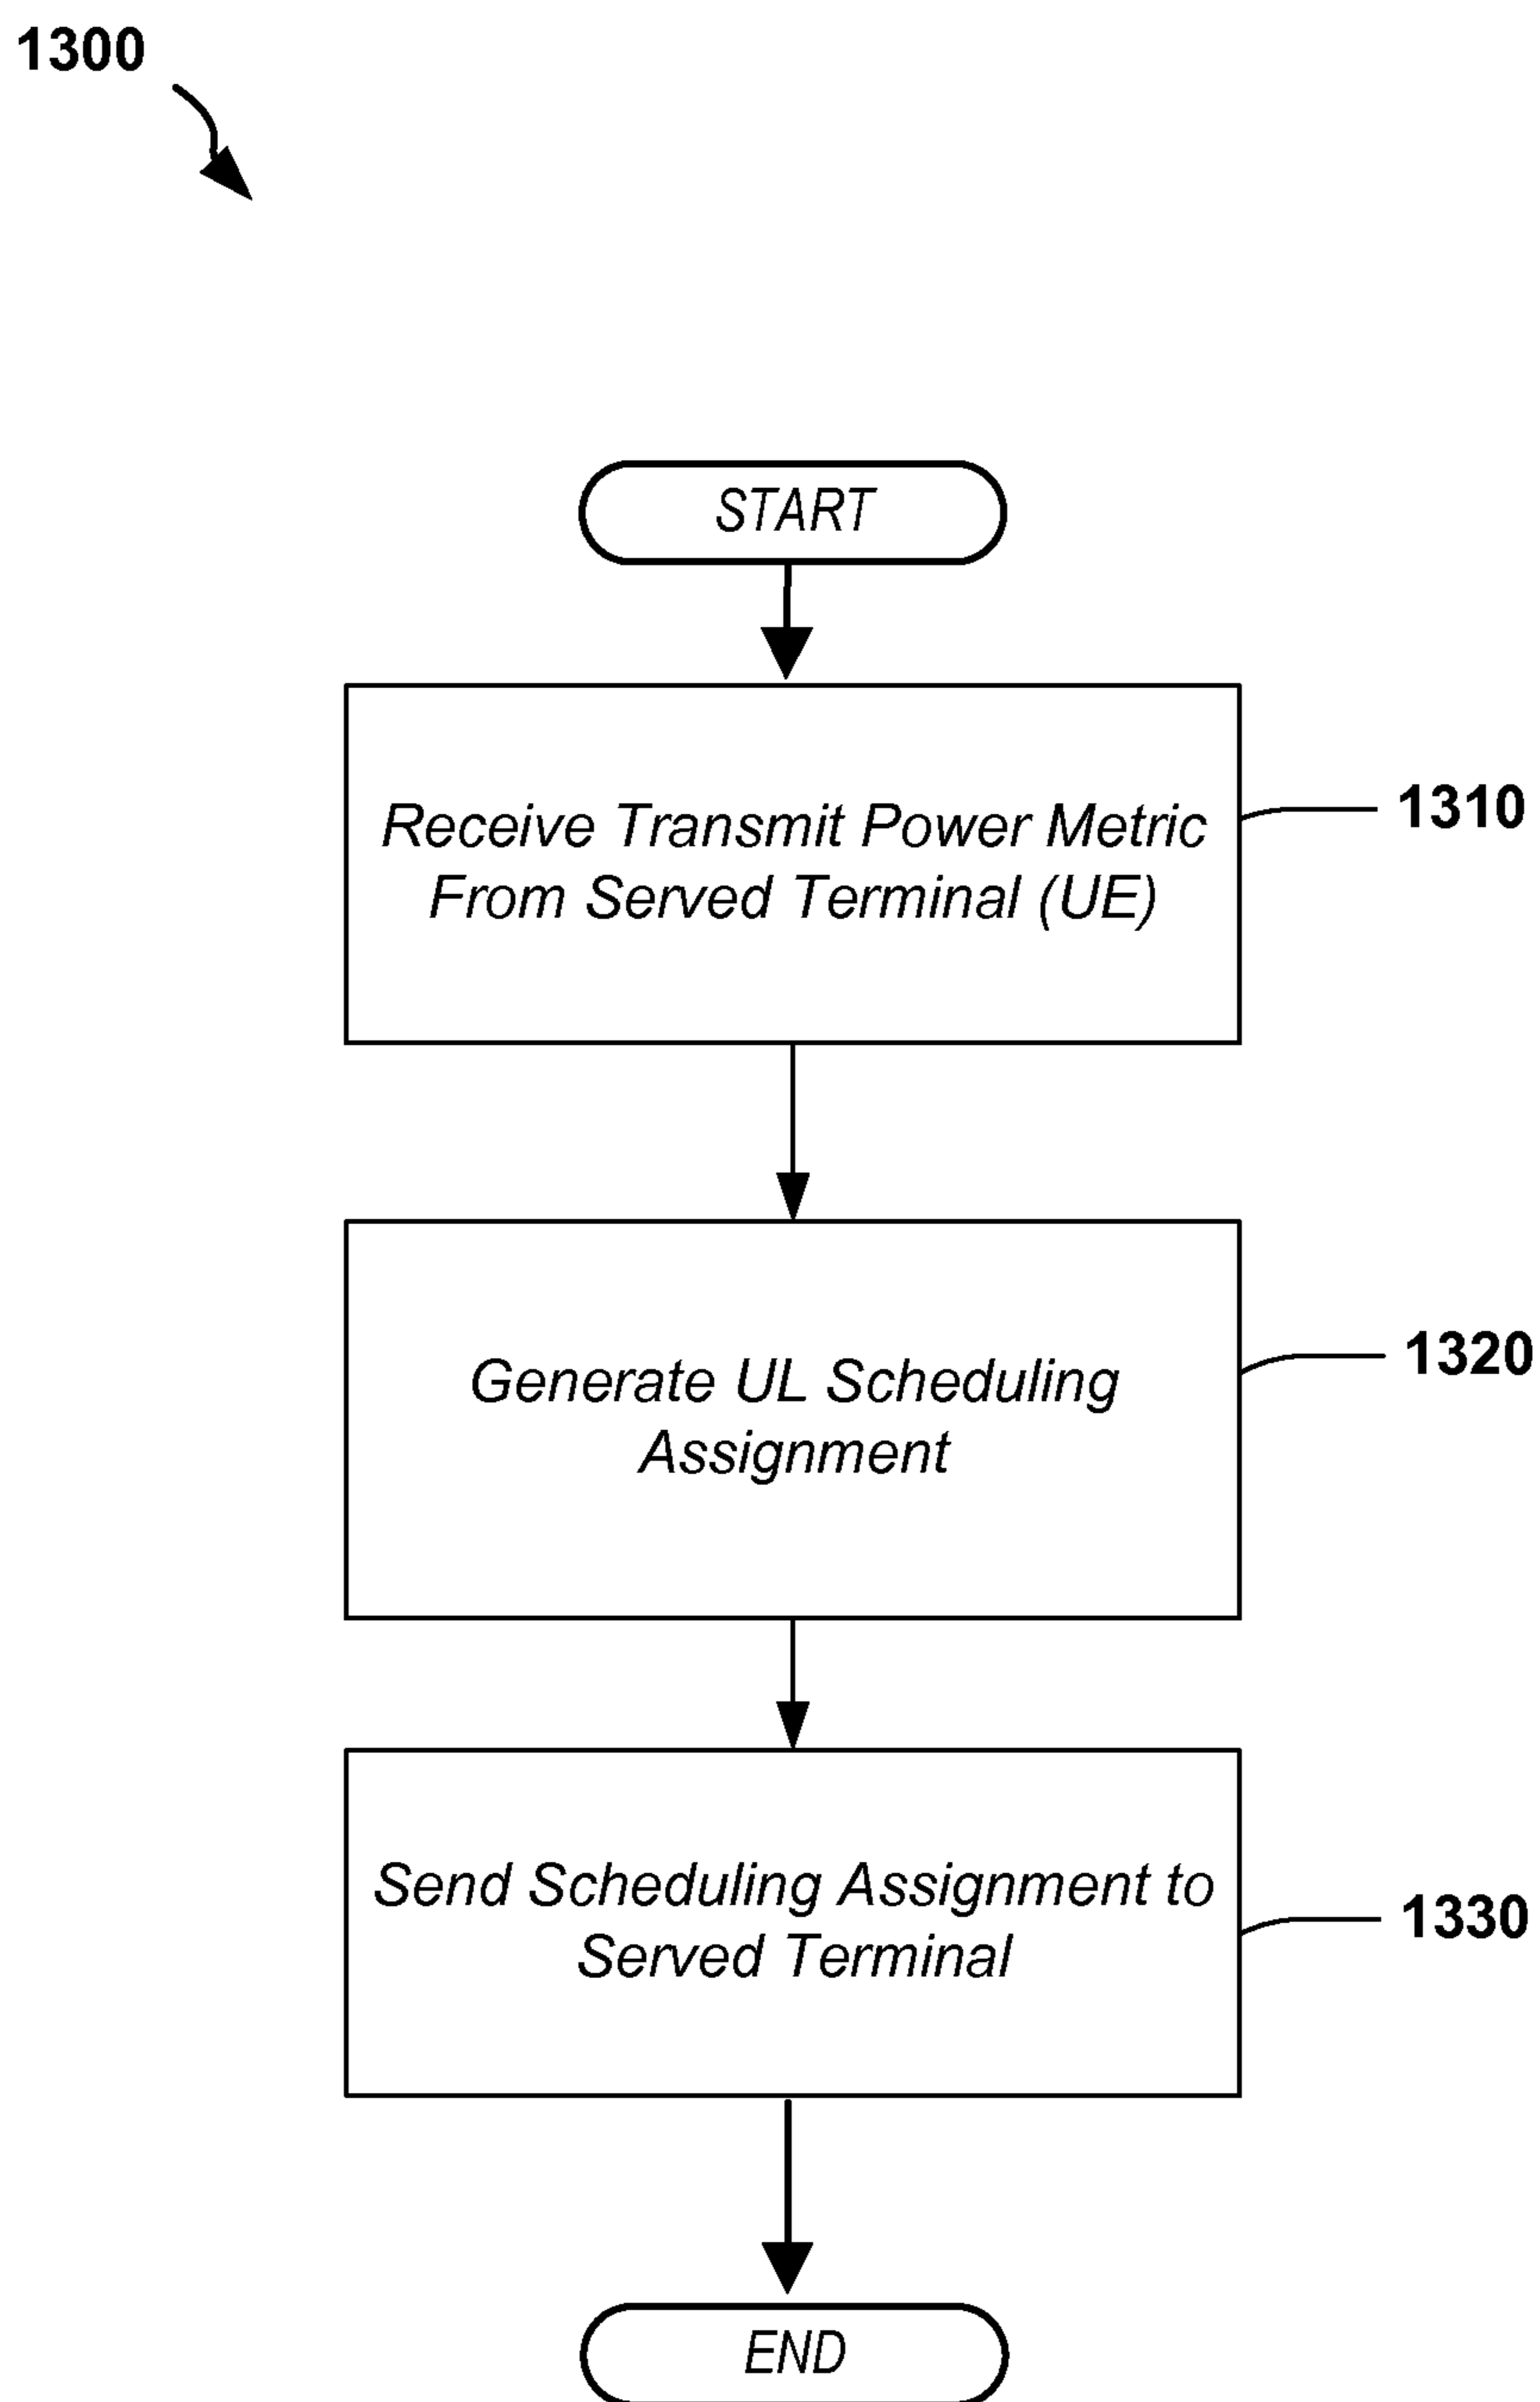 1300
START
Receive Transmit Power Metric
From Served Terminal (UE)
1310
Generate UL Scheduling
Assignment
1320
Send Scheduling Assignment to
Served Terminal
1330
END